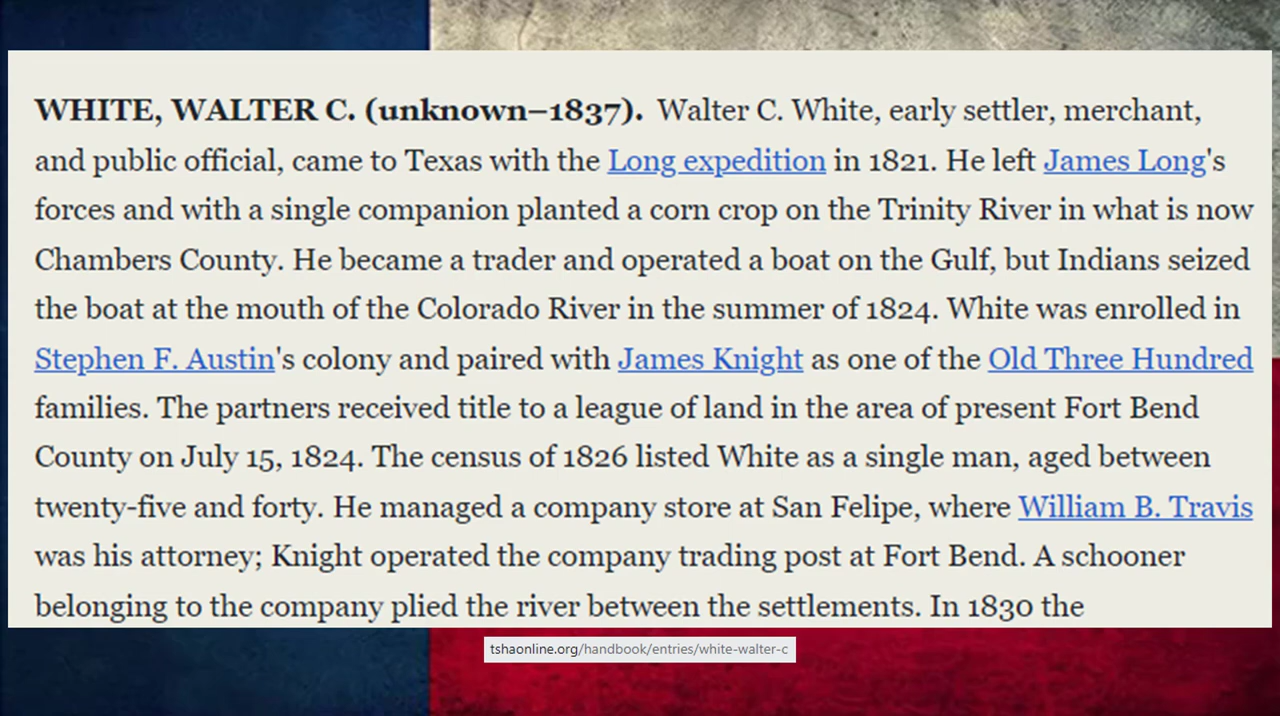 WHITE, WALTER C. (unknown–1837). Walter C. White, early settler, merchant,
and public official, came to Texas with the Long expedition in 1821. He left James Long's
forces and with a single companion planted a corn crop on the Trinity River in what is now
Chambers County. He became a trader and operated a boat on the Gulf, but Indians seized
the boat at the mouth of the Colorado River in the summer of 1824. White was enrolled in
Stephen F. Austin's colony and paired with James Knight as one of the Old Three Hundred
families. The partners received title to a league of land in the area of present Fort Bend
County on July 15, 1824. The census of 1826 listed White as a single man, aged between
twenty-five and forty. He managed a company store at San Felipe, where William B. Travis
was his attorney; Knight operated the company trading post at Fort Bend. A schooner
belonging to the company plied the river between the settlements. In 1830 the
tshaonline.org/handbook/entries/white-walter-c